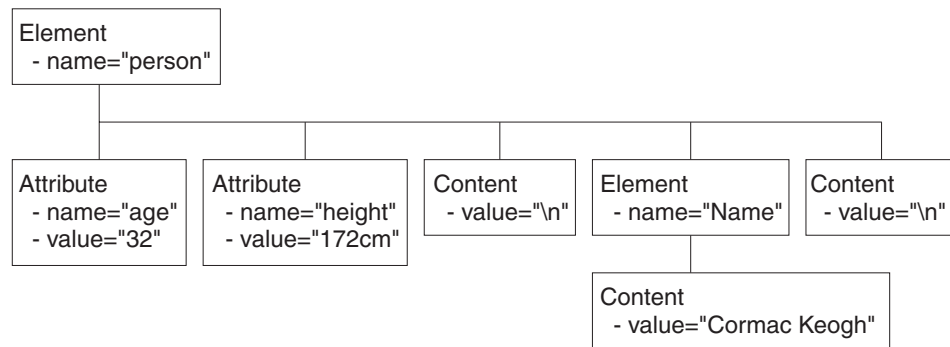 Element
- name="person"
Attribute
- name="age"
- value="32"
Attribute
- name="height"
- value="172cm"
Content
- value="\n"
Element
- name="Name"
Content
- value="\n"
Content
- value="Cormac Keogh"